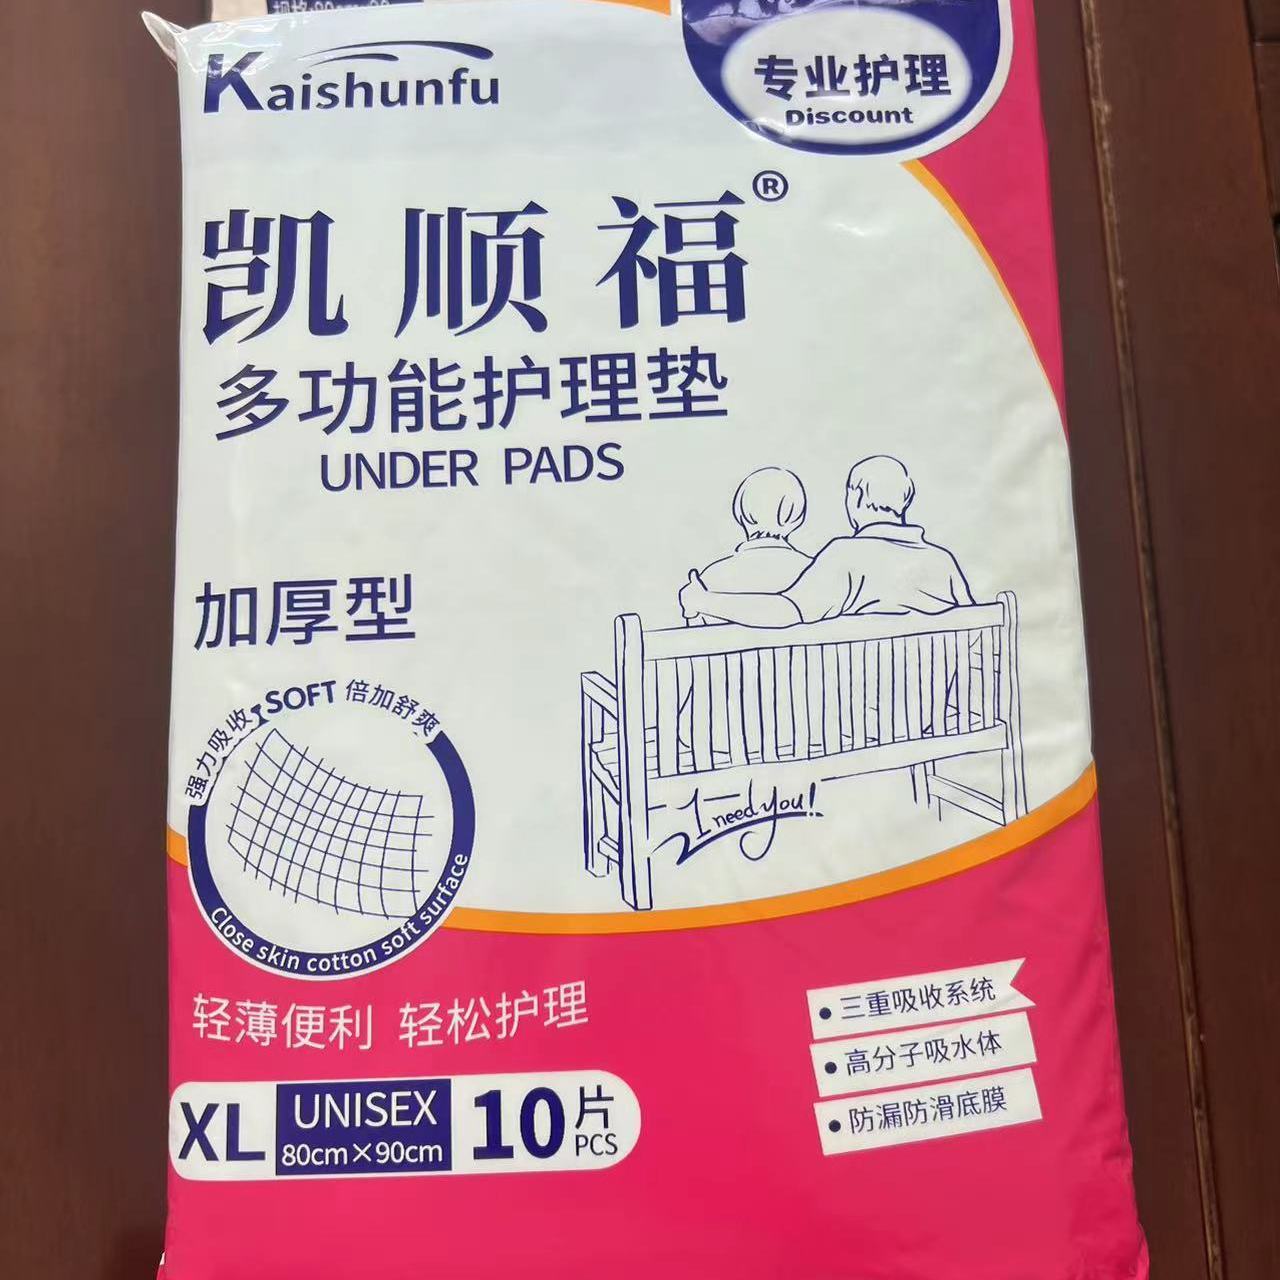 Kaishunfu
专业护理
Discount
凯顺福®
多功能护理垫
UNDER PADS
加厚型
强力吸收 SOFT 倍加舒爽
Close skin cotton soft surface
I need you!
轻薄便利 轻松护理
三重吸收系统
高分子吸水体
防漏防滑底膜
XL UNISEX 10片
80cm×90cm PCS